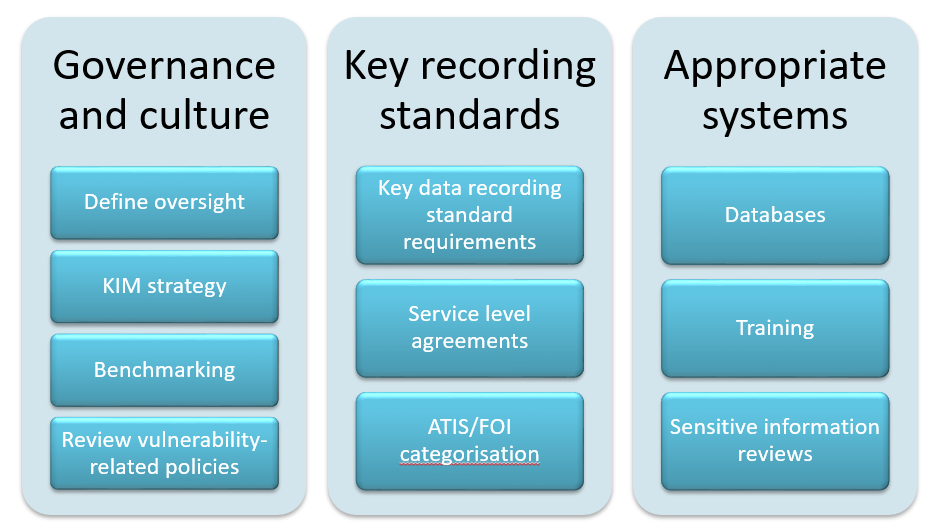 Governance
and culture
Define oversight
KIM strategy
Benchmarking
Review vulnerability-
related policies
Key recording
standards
Key data recording
standard
requirements
Service level
agreements
ATIS/FOI
categorisation
Appropriate
systems
Databases
Training
Sensitive information
reviews